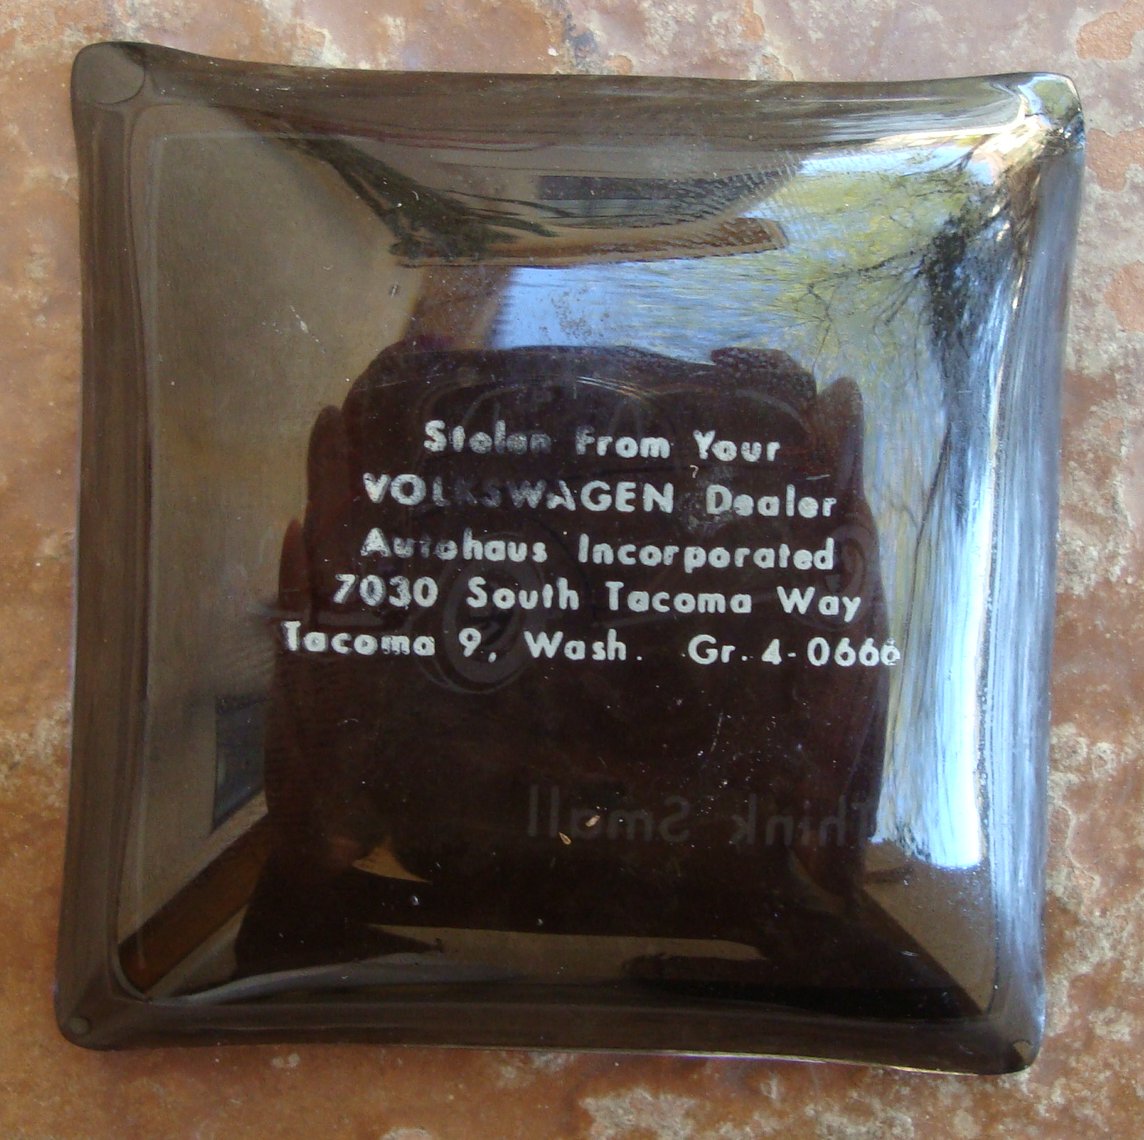 Stolen From Your
VOLKSWAGEN Dealer
Autohaus Incorporated
7030 South Tacoma Way
Tacoma 9, Wash. Gr. 4-0666
Think Small